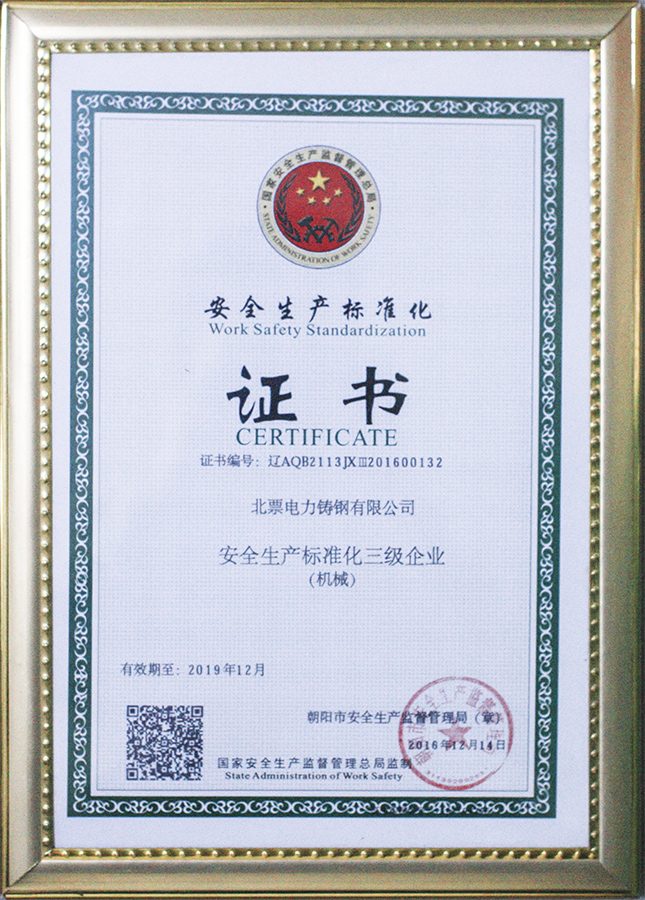 国家安全生产监督管理总局
STATE ADMINISTRATION OF WORK SAFETY
安全生产标准化
Work Safety Standardization
证书
CERTIFICATE
证书编号：辽AQB2113JXⅢ201600132
北票电力铸钢有限公司
安全生产标准化三级企业
（机械）
有效期至：2019年12月
朝阳市安全生产监督管理局（章）
2016年12月14日
国家安全生产监督管理总局监制
State Administration of Work Safety